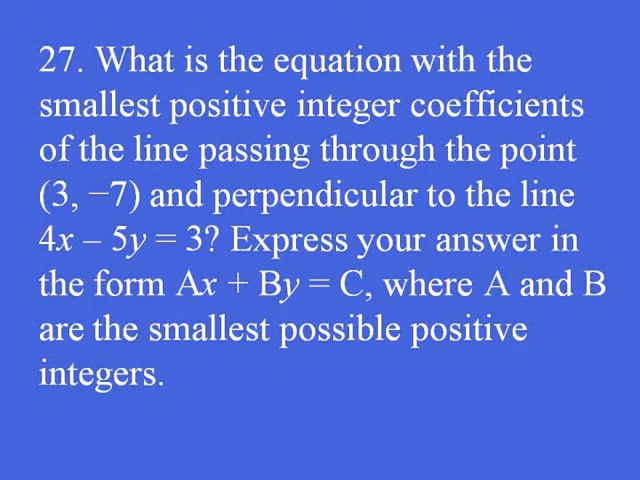 27. What is the equation with the
smallest positive integer coefficients
of the line passing through the point
(3, −7) and perpendicular to the line
4x – 5y = 3? Express your answer in
the form Ax + By = C, where A and B
are the smallest possible positive
integers.